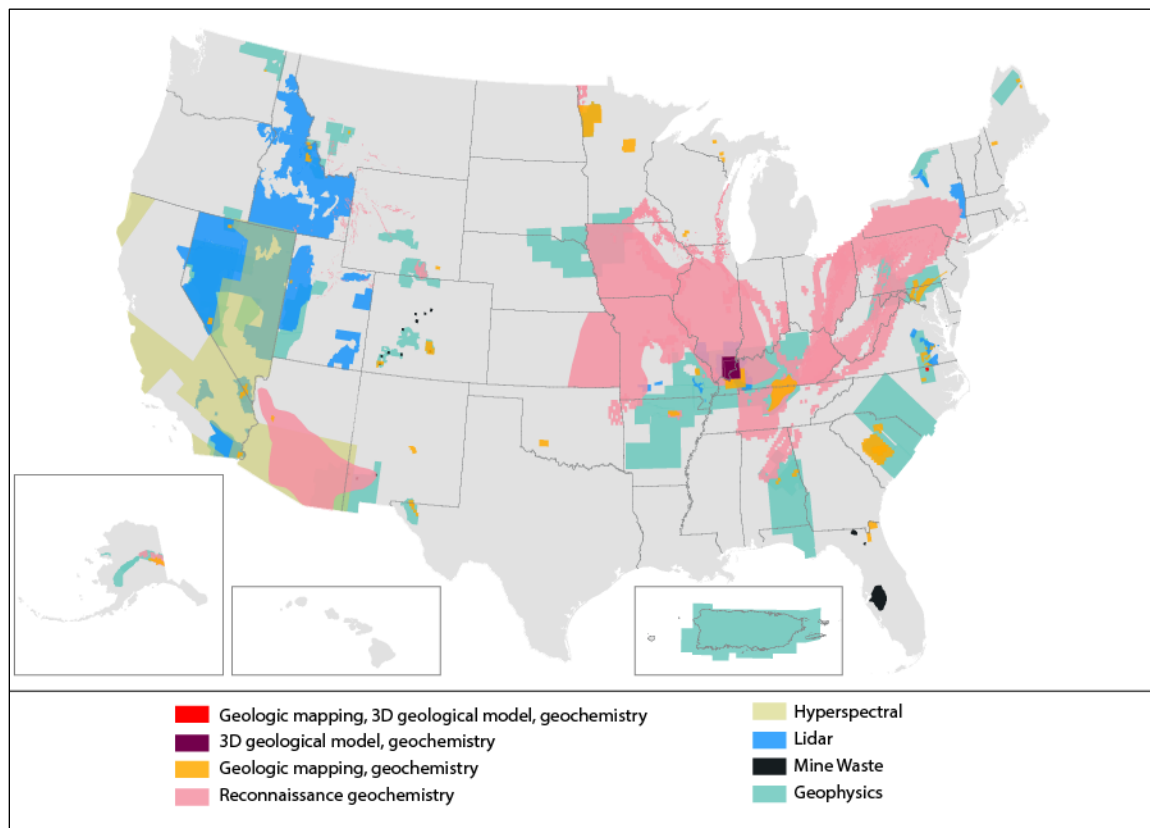 Geologic mapping, 3D geological model, geochemistry
3D geological model, geochemistry
Geologic mapping, geochemistry
Reconnaissance geochemistry
Hyperspectral
Lidar
Mine Waste
Geophysics